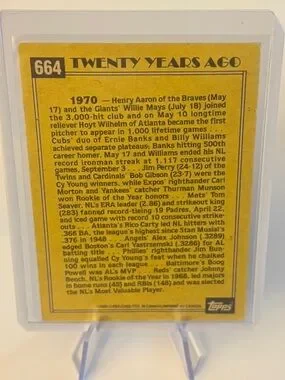 664 TWENTY YEARS AGO
1970 — Henry Aaron of the Braves (May
17) and the Giants' Willie Mays (July 18) joined
the 3,000-hit club and on May 10 longtime
reliever Hoyt Wilhelm of Atlanta became the first
pitcher to appear in 1,000 lifetime games . . .
Cubs' duo of Ernie Banks and Billy Williams
achieved separate plateaus, Banks hitting 500th
career homer, May 17 and Williams ended his NL
record ironman streak at 1,117 consecutive
games, September 3 . . . Jim Perry (24-12) of the
Twins and Cardinals' Bob Gibson (23-7) were the
Cy Young winners, while Expos' righthander Carl
Morton and Yankees' catcher Thurman Munson
won Rookie of the Year honors . . . Mets' Tom
Seaver, NL's ERA leader (2.86) and strikeout king
(283) fanned record-tieing 19 Padres, April 22,
and iced game with record 10 consecutive strike-
outs . . . Atlanta's Rico Carty led NL hitters with
.366 BA, the league's highest since Stan Musial's
.376 in 1948 . . . Angels' Alex Johnson (.3289)
edged Boston's Carl Yastrzemski (.3286) for AL
batting title . . . Phillies' righthander Jim Bun-
ning equalled Cy Young's feat when he chalked
100 wins in each league . . . Baltimore's Boog
Powell was AL's MVP . . . Reds' catcher Johnny
Bench, NL's Rookie of the Year in 1968, led majors
in home runs (45) and RBIs (148) and was elected
the NL's Most Valuable Player.
Topps